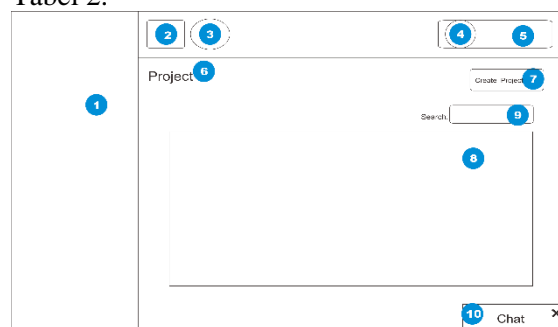 Tabel 2.
2 3 4 5
Project 6
Create Project 7
1
Search: 9
8
10 Chat ×